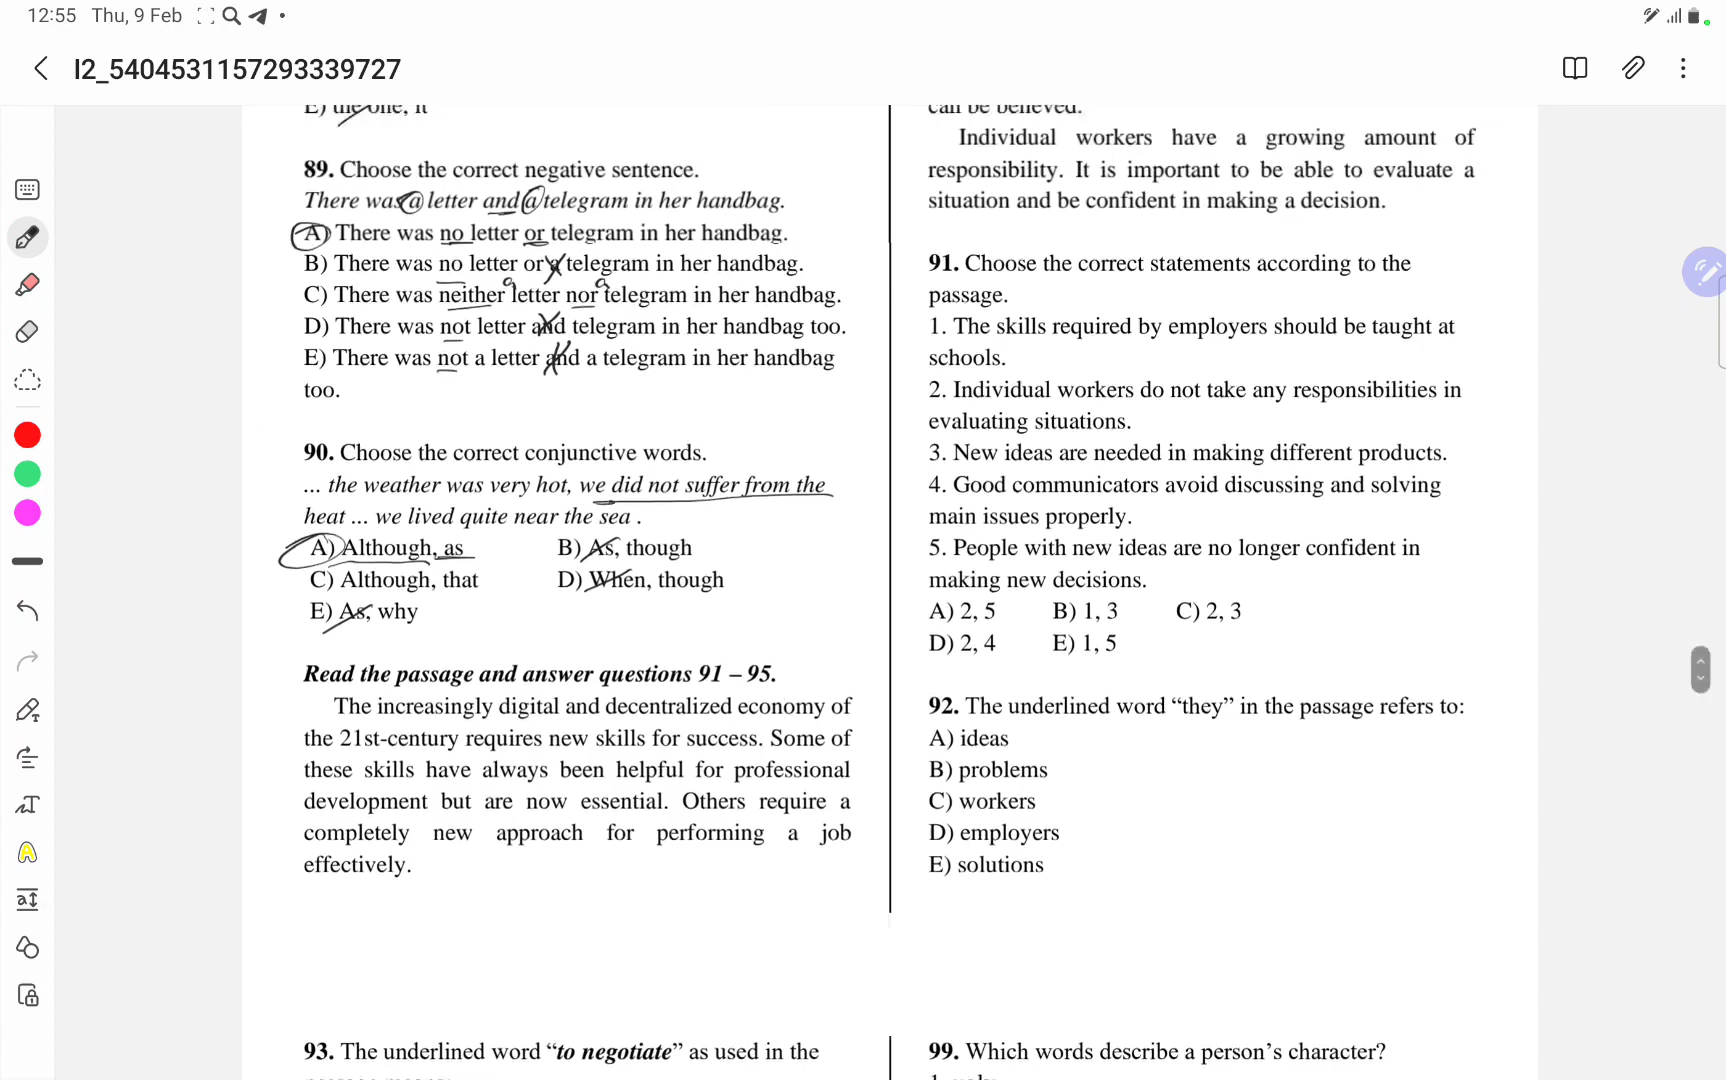 12:55 Thu, 9 Feb
I2_5404531157293339727
E) the one, it
89. Choose the correct negative sentence.
There was a letter and a telegram in her handbag.
A) There was no letter or telegram in her handbag.
B) There was no letter or a telegram in her handbag.
a a
C) There was neither letter nor telegram in her handbag.
D) There was not letter and telegram in her handbag too.
E) There was not a letter and a telegram in her handbag
too.
90. Choose the correct conjunctive words.
... the weather was very hot, we did not suffer from the
heat ... we lived quite near the sea .
A) Although, as B) As, though
C) Although, that D) When, though
E) As, why
Read the passage and answer questions 91 – 95.
The increasingly digital and decentralized economy of
the 21st-century requires new skills for success. Some of
these skills have always been helpful for professional
development but are now essential. Others require a
completely new approach for performing a job
effectively.
can be believed.
Individual workers have a growing amount of
responsibility. It is important to be able to evaluate a
situation and be confident in making a decision.
91. Choose the correct statements according to the
passage.
1. The skills required by employers should be taught at
schools.
2. Individual workers do not take any responsibilities in
evaluating situations.
3. New ideas are needed in making different products.
4. Good communicators avoid discussing and solving
main issues properly.
5. People with new ideas are no longer confident in
making new decisions.
A) 2, 5 B) 1, 3 C) 2, 3
D) 2, 4 E) 1, 5
92. The underlined word “they” in the passage refers to:
A) ideas
B) problems
C) workers
D) employers
E) solutions
93. The underlined word “to negotiate” as used in the
99. Which words describe a person’s character?